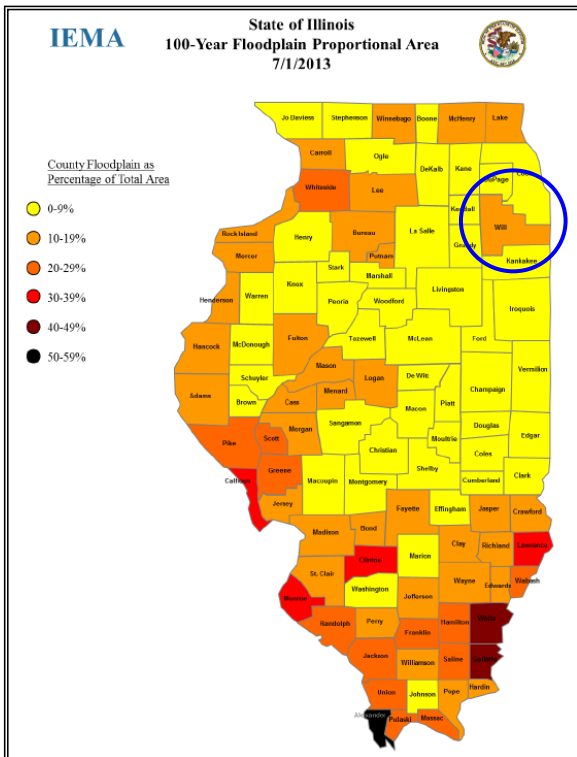 IEMA
State of Illinois
100-Year Floodplain Proportional Area
7/1/2013
County Floodplain as
Percentage of Total Area
0-9%
10-19%
20-29%
30-39%
40-49%
50-59%
Jo Daviess
Stephenson
Winnebago
Boone
McHenry
Lake
Carroll
Ogle
DeKalb
Kane
Whiteside
Lee
Kendall
Will
Rock Island
Bureau
La Salle
Grundy
Henry
Putnam
Kankakee
Mercer
Stark
Marshall
Knox
Livingston
Henderson
Warren
Peoria
Woodford
Iroquois
Fulton
Tazewell
McLean
Ford
Hancock
McDonough
Mason
Vermillion
Schuyler
Logan
De Witt
Menard
Champaign
Adams
Brown
Cass
Macon
Piatt
Morgan
Sangamon
Douglas
Pike
Scott
Moultrie
Edgar
Christian
Coles
Greene
Shelby
Calhoun
Macoupin
Montgomery
Cumberland
Clark
Jersey
Fayette
Effingham
Jasper
Crawford
Madison
Bond
Clay
Richland
Lawrence
Clinton
Marion
St. Clair
Wayne
Edwards
Wabash
Washington
Jefferson
Monroe
Randolph
Perry
Hamilton
White
Franklin
Jackson
Saline
Gallatin
Williamson
Union
Johnson
Pope
Hardin
Alexander
Pulaski
Massac